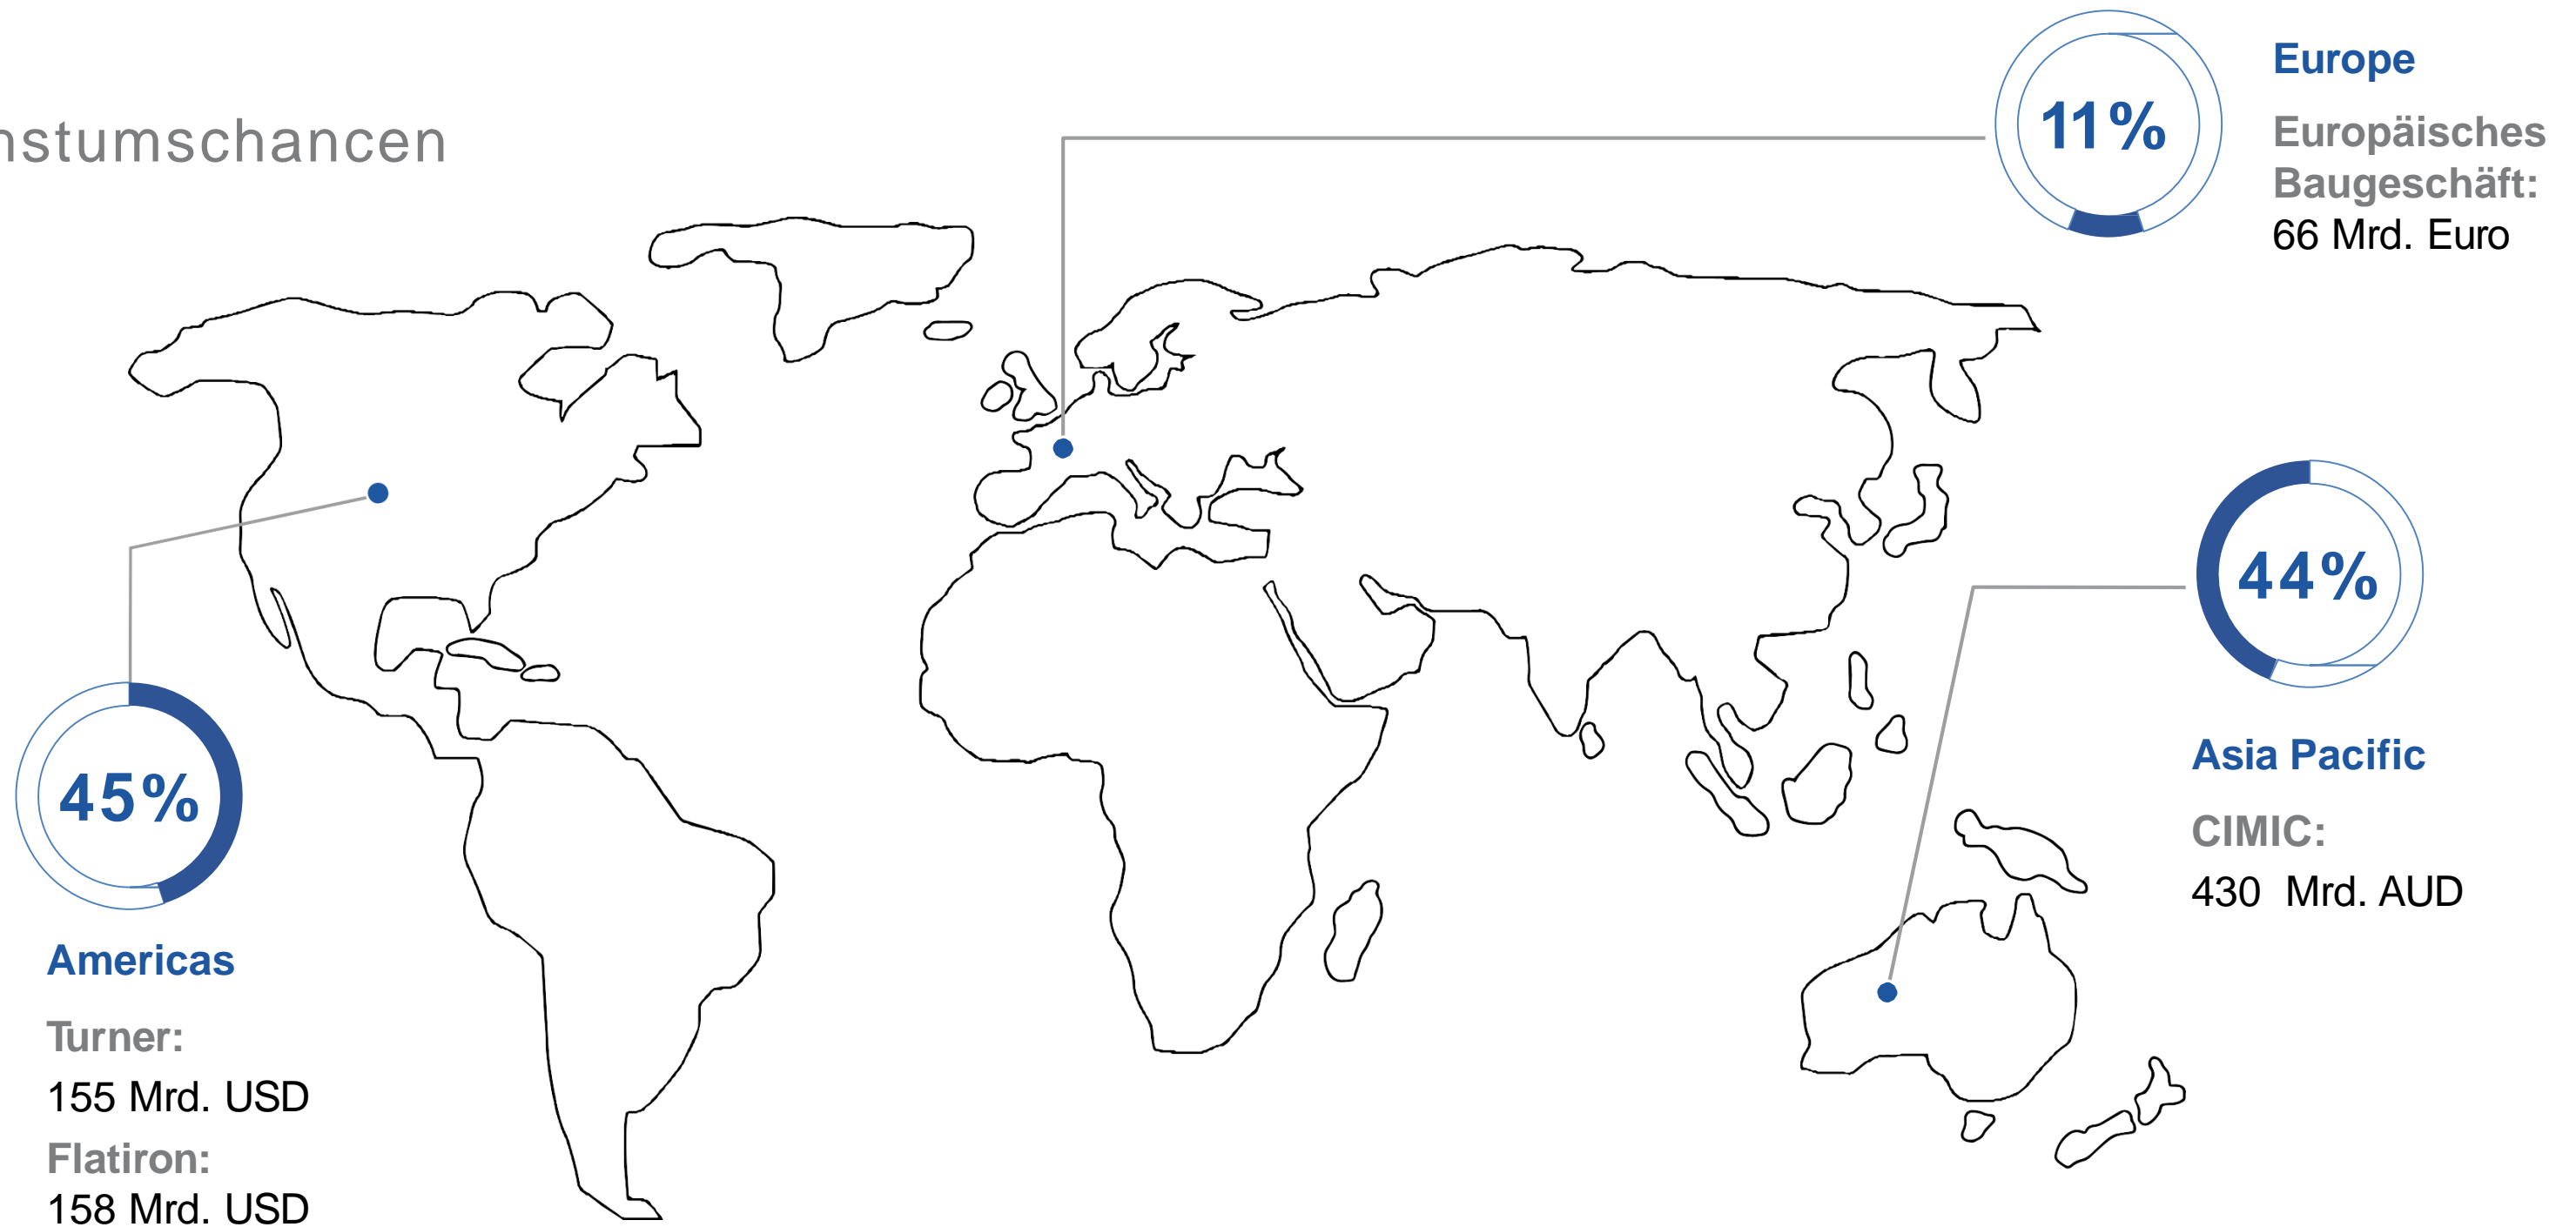 nstumschancen
11%
Europe
Europäisches
Baugeschäft:
66 Mrd. Euro
44%
Asia Pacific
CIMIC:
430 Mrd. AUD
45%
Americas
Turner:
155 Mrd. USD
Flatiron:
158 Mrd. USD